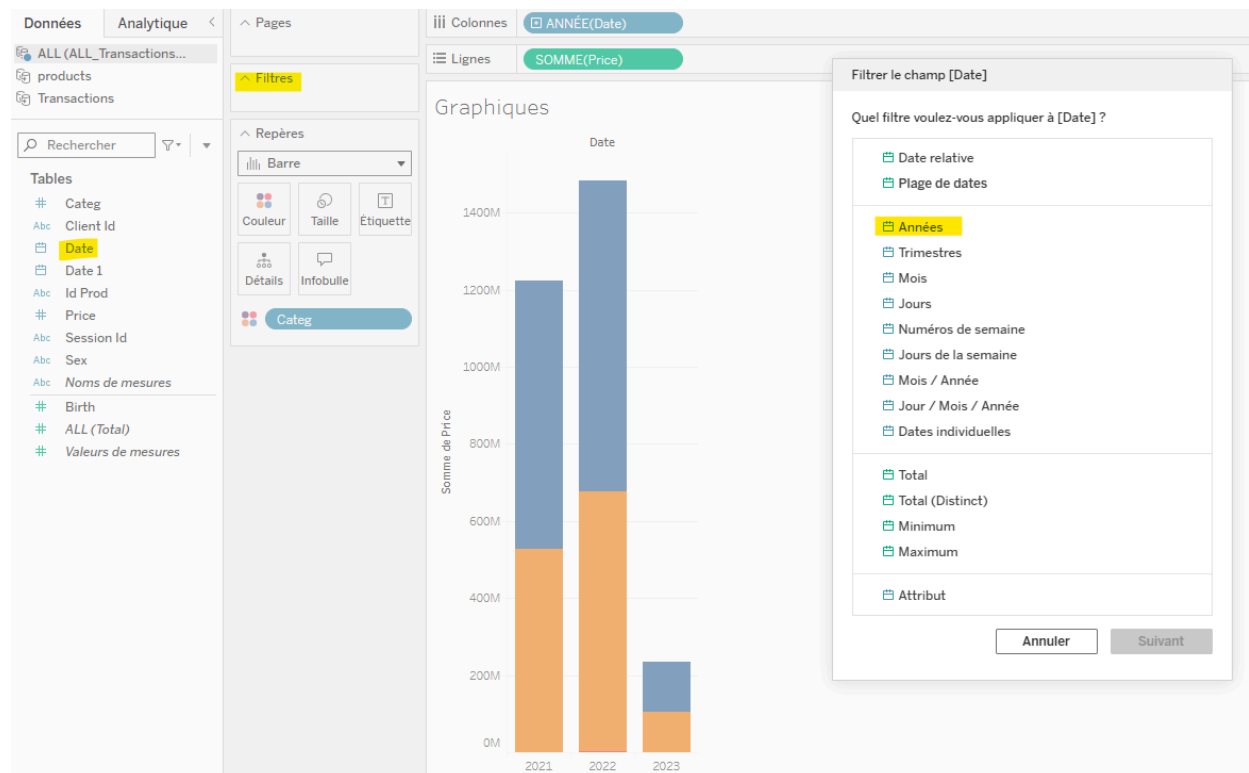 Données Analytique
ALL (ALL_Transactions...
products
Transactions
Rechercher
Tables
# Categ
Abc Client Id
Date
Date 1
Abc Id Prod
# Price
Abc Session Id
Abc Sex
Abc Noms de mesures
# Birth
# ALL (Total)
# Valeurs de mesures
Pages
Filtres
Repères
Barre
Couleur Taille Étiquette
Détails Infobulle
Categ
Colonnes ANNÉE(Date)
Lignes SOMME(Price)
Graphiques
Date
Somme de Price
1400M
1200M
1000M
800M
600M
400M
200M
0M
2021 2022 2023
Filtrer le champ [Date]
Quel filtre voulez-vous appliquer à [Date] ?
Date relative
Plage de dates
Années
Trimestres
Mois
Jours
Numéros de semaine
Jours de la semaine
Mois / Année
Jour / Mois / Année
Dates individuelles
Total
Total (Distinct)
Minimum
Maximum
Attribut
Annuler Suivant